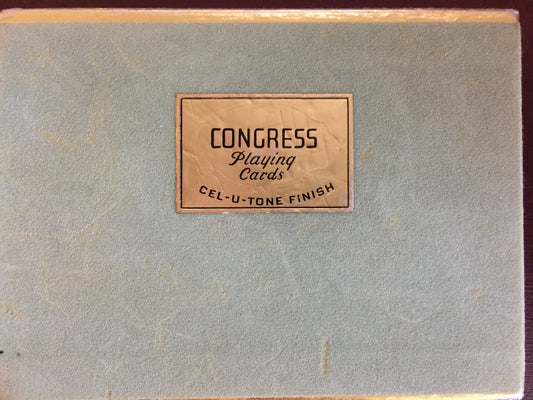 CONGRESS
Playing
Cards
CEL-U-TONE FINISH